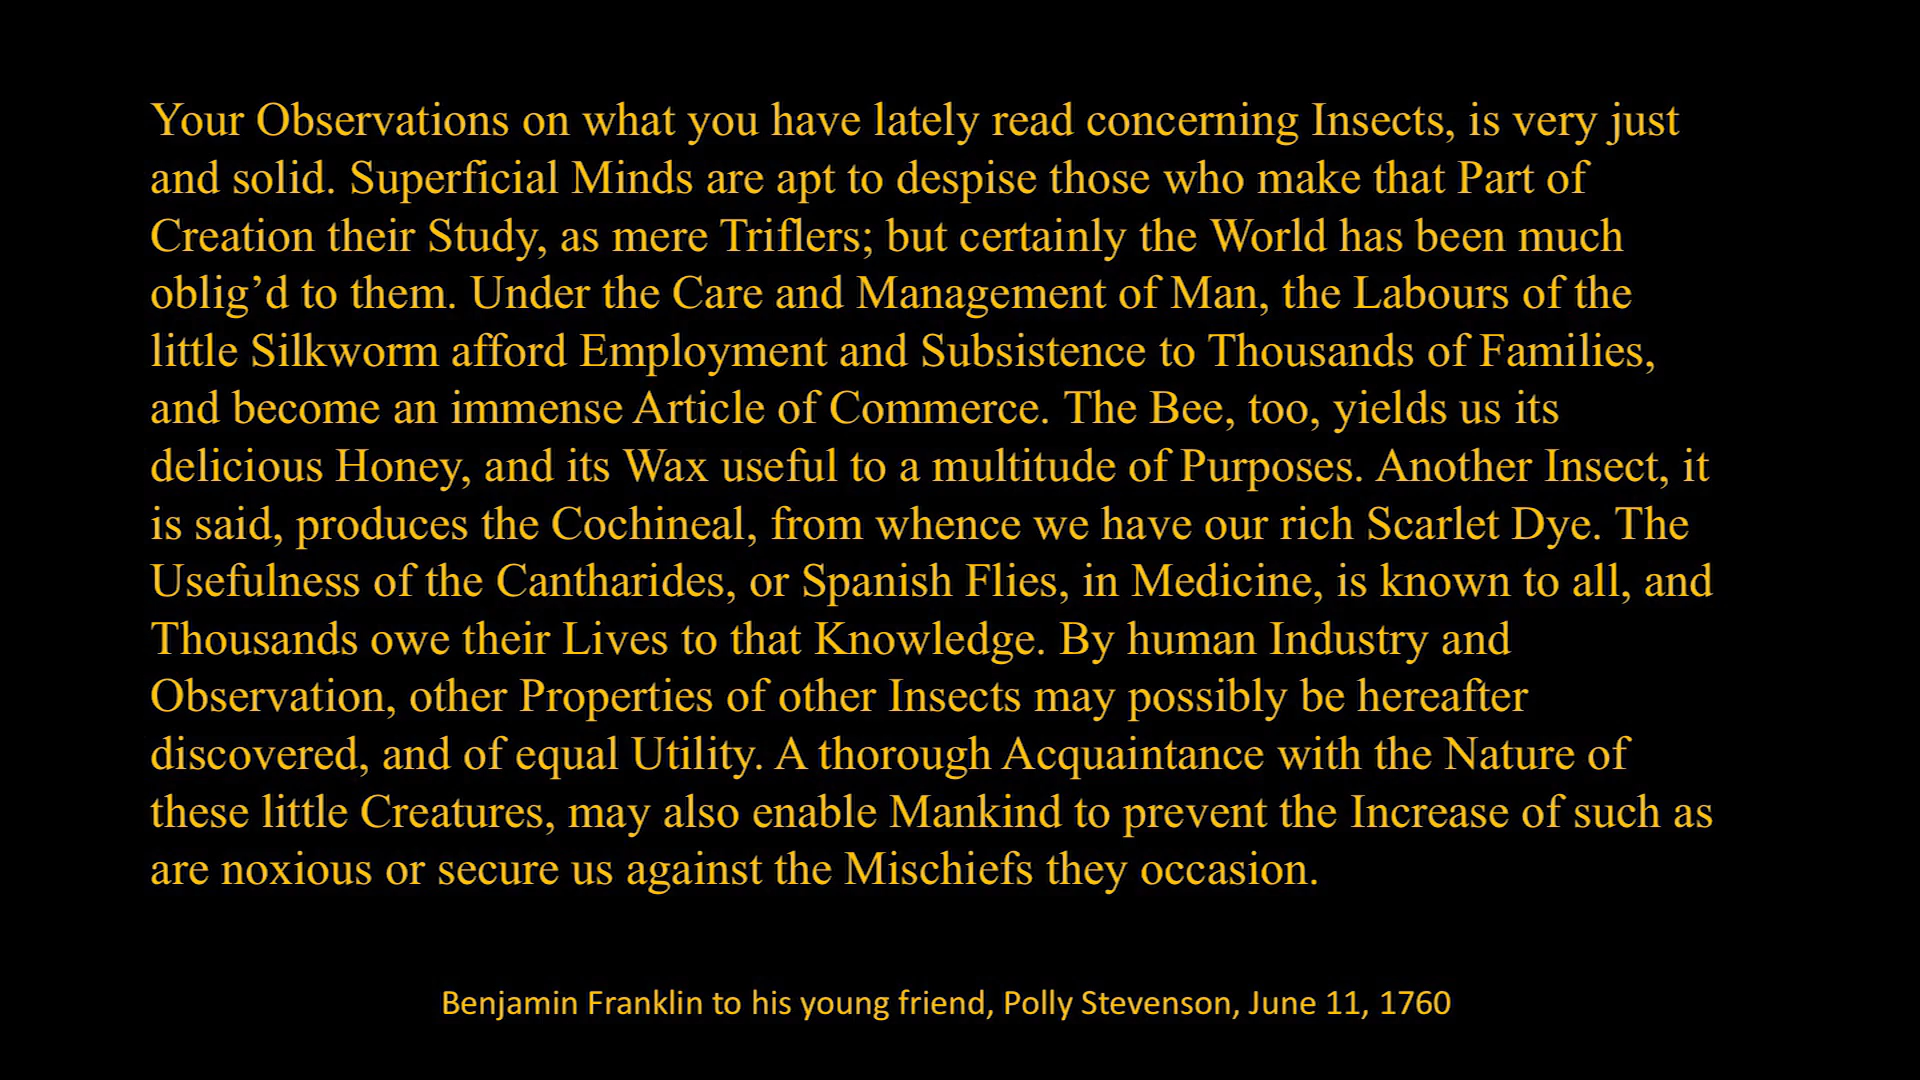 Your Observations on what you have lately read concerning Insects, is very just
and solid. Superficial Minds are apt to despise those who make that Part of
Creation their Study, as mere Triflers; but certainly the World has been much
oblig’d to them. Under the Care and Management of Man, the Labours of the
little Silkworm afford Employment and Subsistence to Thousands of Families,
and become an immense Article of Commerce. The Bee, too, yields us its
delicious Honey, and its Wax useful to a multitude of Purposes. Another Insect, it
is said, produces the Cochineal, from whence we have our rich Scarlet Dye. The
Usefulness of the Cantharides, or Spanish Flies, in Medicine, is known to all, and
Thousands owe their Lives to that Knowledge. By human Industry and
Observation, other Properties of other Insects may possibly be hereafter
discovered, and of equal Utility. A thorough Acquaintance with the Nature of
these little Creatures, may also enable Mankind to prevent the Increase of such as
are noxious or secure us against the Mischiefs they occasion.
Benjamin Franklin to his young friend, Polly Stevenson, June 11, 1760